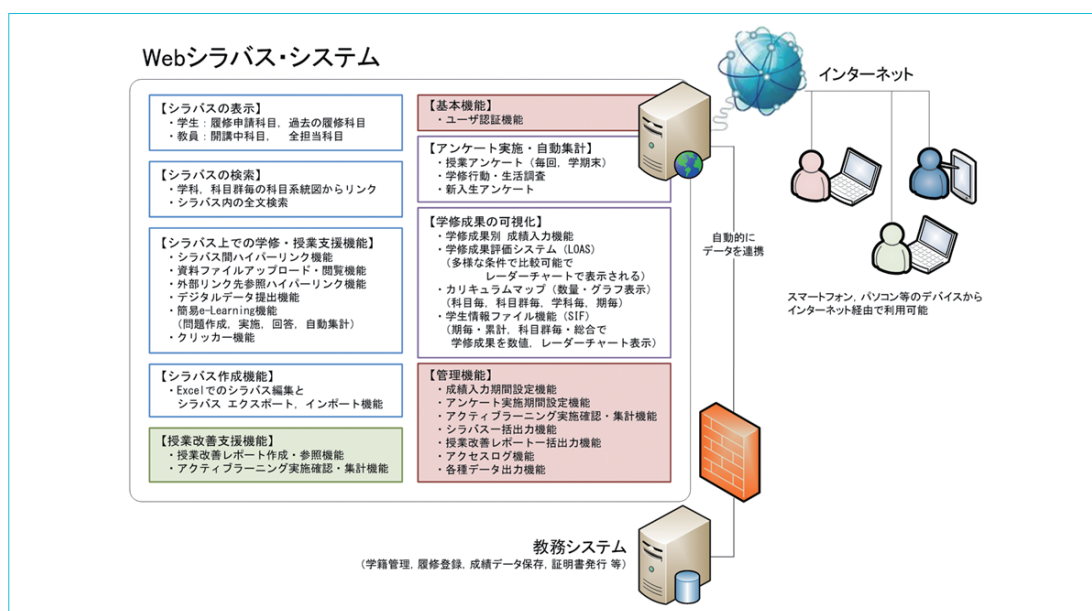 Webシラバス・システム
【シラバスの表示】
・学生：履修申請科目，過去の履修科目
・教員：開講中科目，　全担当科目
【シラバスの検索】
・学科，科目群毎の科目系統図からリンク
・シラバス内の全文検索
【シラバス上での学修・授業支援機能】
・シラバス間ハイパーリンク機能
・資料ファイルアップロード・閲覧機能
・外部リンク先参照ハイパーリンク機能
・デジタルデータ提出機能
・簡易e-Learning機能
（問題作成，実施，回答，自動集計）
・クリッカー機能
【シラバス作成機能】
・Excelでのシラバス編集と
シラバス エクスポート，インポート機能
【授業改善支援機能】
・授業改善レポート作成・参照機能
・アクティブラーニング実施確認・集計機能
【基本機能】
・ユーザ認証機能
【アンケート実施・自動集計】
・授業アンケート（毎回，学期末）
・学修行動・生活調査
・新入生アンケート
【学修成果の可視化】
・学修成果別 成績入力機能
・学修成果評価システム（LOAS）
（多様な条件で比較可能で
レーダーチャートで表示される）
・カリキュラムマップ（数量・グラフ表示）
（科目毎，科目群毎，学科毎，期毎）
・学生情報ファイル機能（SIF）
（期毎・累計，科目群毎・総合で
学修成果を数値，レーダーチャート表示）
【管理機能】
・成績入力期間設定機能
・アンケート実施期間設定機能
・アクティブラーニング実施確認・集計機能
・シラバス一括出力機能
・授業改善レポート一括出力機能
・アクセスログ機能
・各種データ出力機能
インターネット
自動的に
データを連携
スマートフォン，パソコン等のデバイスから
インターネット経由で利用可能
教務システム
（学籍管理，履修登録，成績データ保存，証明書発行 等）